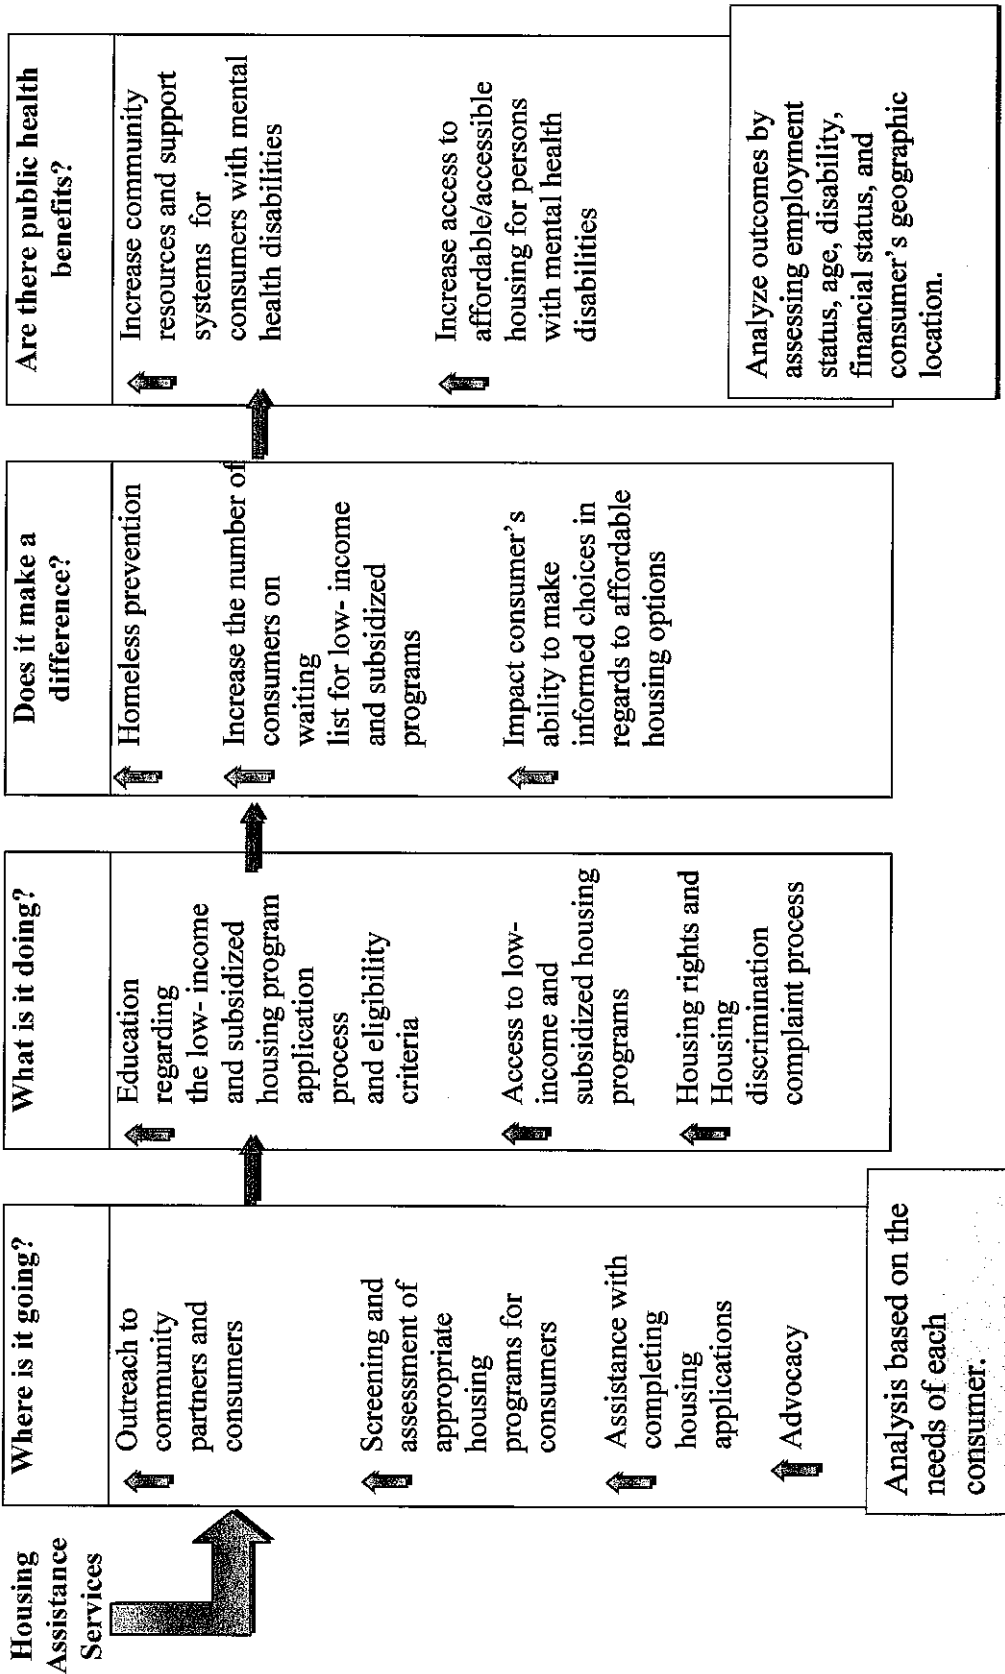 Housing
Assistance
Services
Where is it going?
Outreach to
community
partners and
consumers
Screening and
assessment of
appropriate
housing
programs for
consumers
Assistance with
completing
housing
applications
Advocacy
Analysis based on the
needs of each
consumer.
What is it doing?
Education
regarding
the low- income
and subsidized
housing program
application
process
and eligibility
criteria
Access to low-
income and
subsidized housing
programs
Housing rights and
Housing
discrimination
complaint process
Does it make a
difference?
Homeless prevention
Increase the number of
consumers on
waiting
list for low- income
and subsidized
programs
Impact consumer's
ability to make
informed choices in
regards to affordable
housing options
Are there public health
benefits?
Increase community
resources and support
systems for
consumers with mental
health disabilities
Increase access to
affordable/accessible
housing for persons
with mental health
disabilities
Analyze outcomes by
assessing employment
status, age, disability,
financial status, and
consumer's geographic
location.